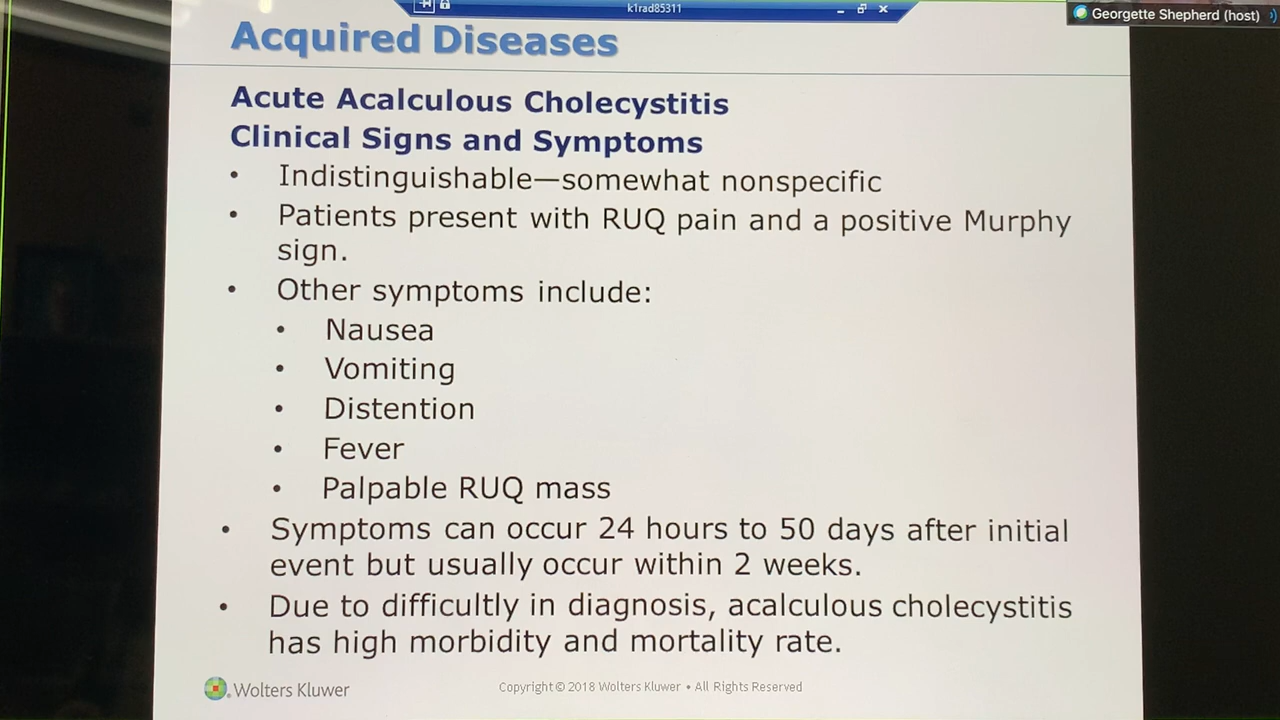 k1rad85311
Georgette Shepherd (host)
Acquired Diseases
Acute Acalculous Cholecystitis
Clinical Signs and Symptoms
• Indistinguishable—somewhat nonspecific
• Patients present with RUQ pain and a positive Murphy
sign.
• Other symptoms include:
• Nausea
• Vomiting
• Distention
• Fever
• Palpable RUQ mass
• Symptoms can occur 24 hours to 50 days after initial
event but usually occur within 2 weeks.
• Due to difficultly in diagnosis, acalculous cholecystitis
has high morbidity and mortality rate.
Wolters Kluwer
Copyright © 2018 Wolters Kluwer • All Rights Reserved